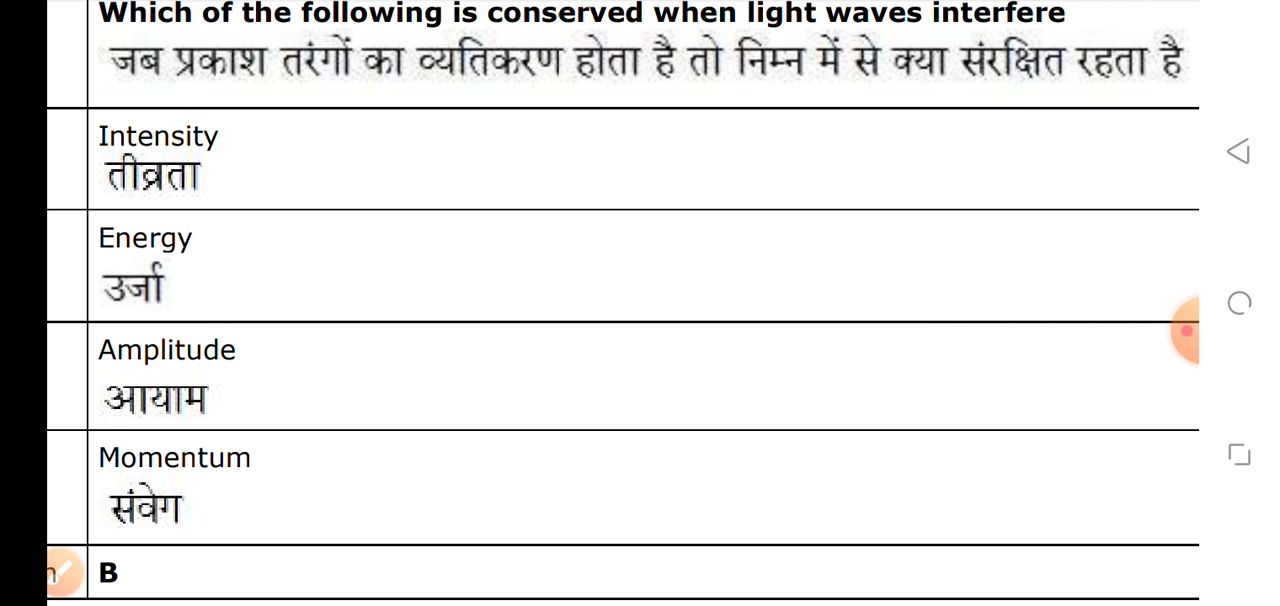 Which of the following is conserved when light waves interfere
जब प्रकाश तरंगों का व्यतिकरण होता है तो निम्न में से क्या संरक्षित रहता है
Intensity
तीव्रता
Energy
उर्जा
Amplitude
आयाम
Momentum
संवेग
B